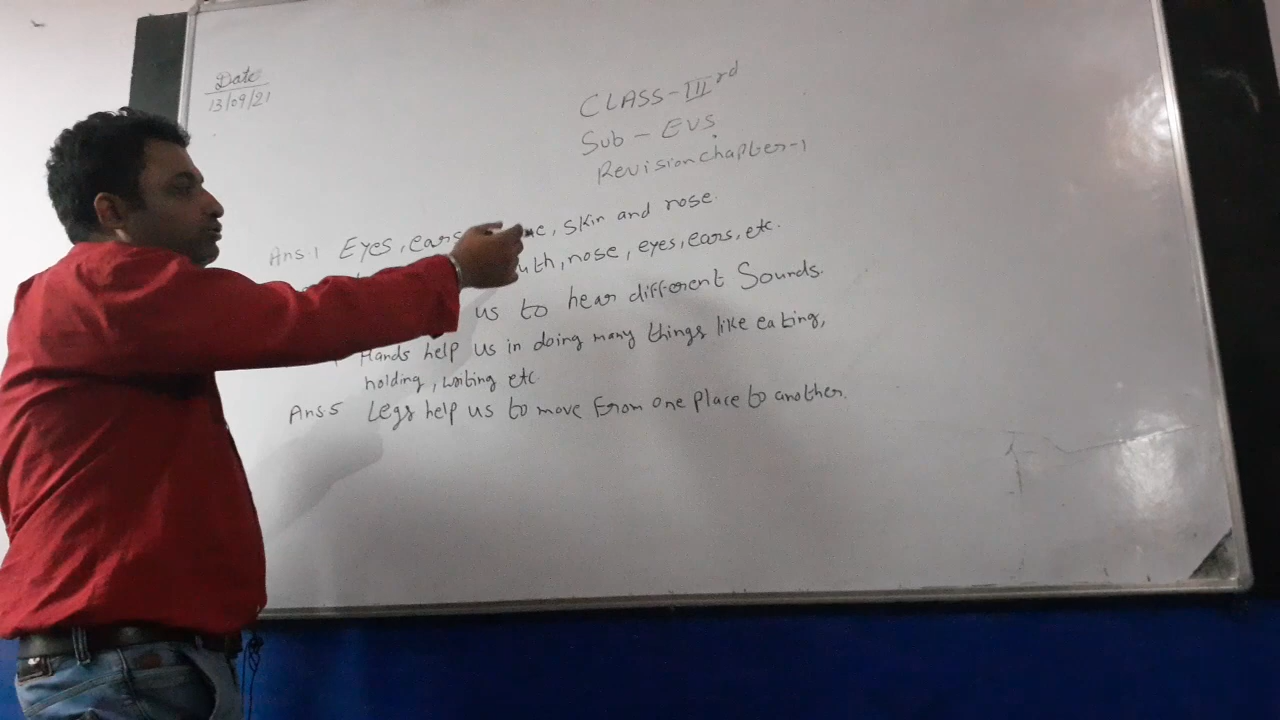 Date
13/09/21
CLASS-IIIrd
Sub - EVS
Revision chapter-1
Ans.1 Eyes, ears, skin and nose.
nose, eyes, ears, etc.
us to hear different Sounds.
Hands help us in doing many things like eating,
holding, writing etc.
Ans 5 Legs help us to move from one place to another.